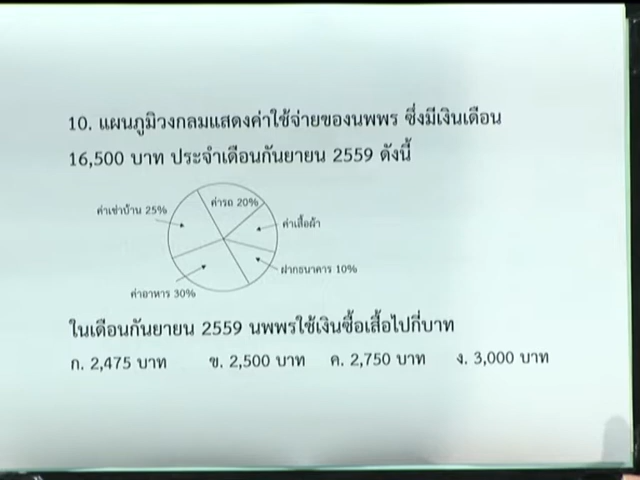 10. แผนภูมิวงกลมแสดงค่าใช้จ่ายของนพพร ซึ่งมีเงินเดือน
16,500 บาท ประจำเดือนกันยายน 2559 ดังนี้
ค่ารถ 20%
ค่าเช่าบ้าน 25%
ค่าเสื้อผ้า
ฝากธนาคาร 10%
ค่าอาหาร 30%
ในเดือนกันยายน 2559 นพพรใช้เงินซื้อเสื้อไปกี่บาท
ก. 2,475 บาท ข. 2,500 บาท ค. 2,750 บาท ง. 3,000 บาท